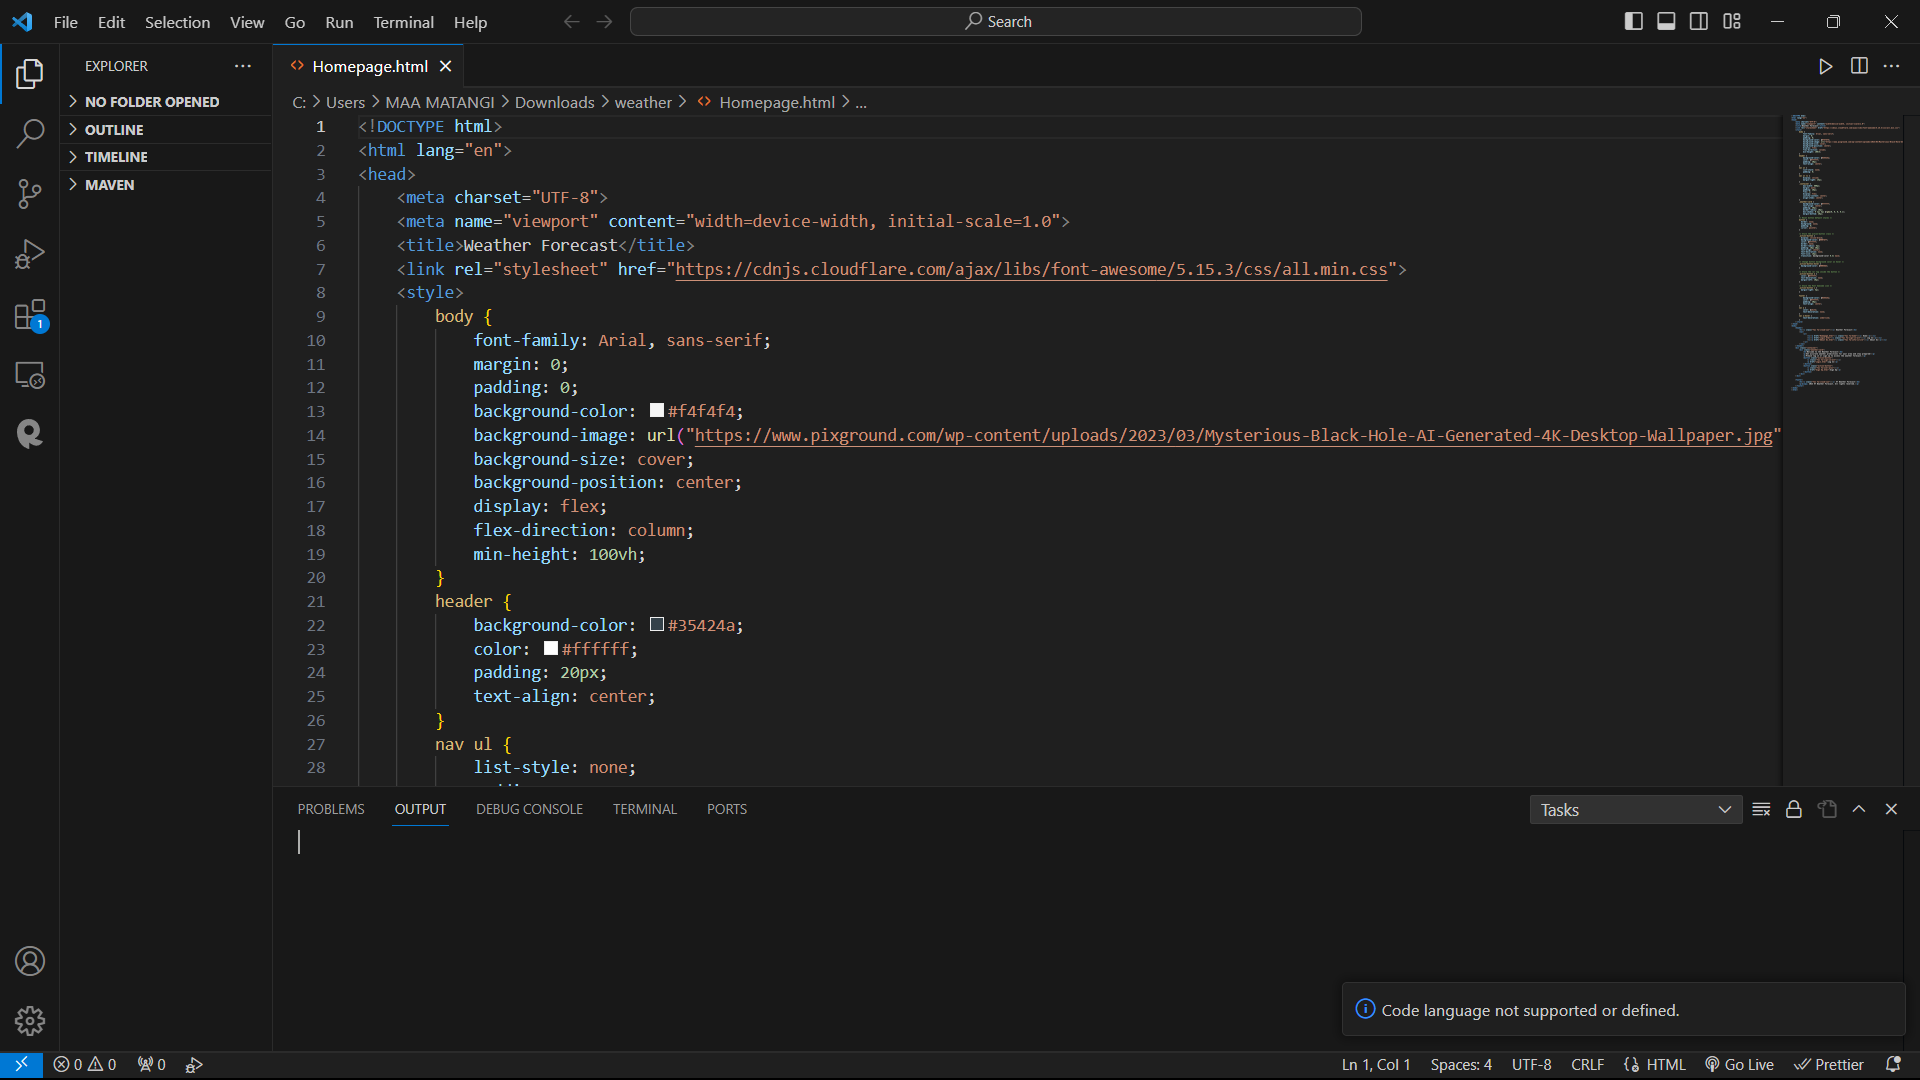 File Edit Selection View Go Run Terminal Help
Search
EXPLORER
NO FOLDER OPENED
OUTLINE
TIMELINE
MAVEN
1
Homepage.html
C: > Users > MAA MATANGI > Downloads > weather > <> Homepage.html > ...
1 <!DOCTYPE html>
2 <html lang="en">
3 <head>
4 <meta charset="UTF-8">
5 <meta name="viewport" content="width=device-width, initial-scale=1.0">
6 <title>Weather Forecast</title>
7 <link rel="stylesheet" href="https://cdnjs.cloudflare.com/ajax/libs/font-awesome/5.15.3/css/all.min.css">
8 <style>
9 body {
10 font-family: Arial, sans-serif;
11 margin: 0;
12 padding: 0;
13 background-color: #f4f4f4;
14 background-image: url("https://www.pixground.com/wp-content/uploads/2023/03/Mysterious-Black-Hole-AI-Generated-4K-Desktop-Wallpaper.jpg"
15 background-size: cover;
16 background-position: center;
17 display: flex;
18 flex-direction: column;
19 min-height: 100vh;
20 }
21 header {
22 background-color: #35424a;
23 color: #ffffff;
24 padding: 20px;
25 text-align: center;
26 }
27 nav ul {
28 list-style: none;
PROBLEMS OUTPUT DEBUG CONSOLE TERMINAL PORTS
Tasks
Code language not supported or defined.
0 0 0
Ln 1, Col 1 Spaces: 4 UTF-8 CRLF HTML Go Live Prettier